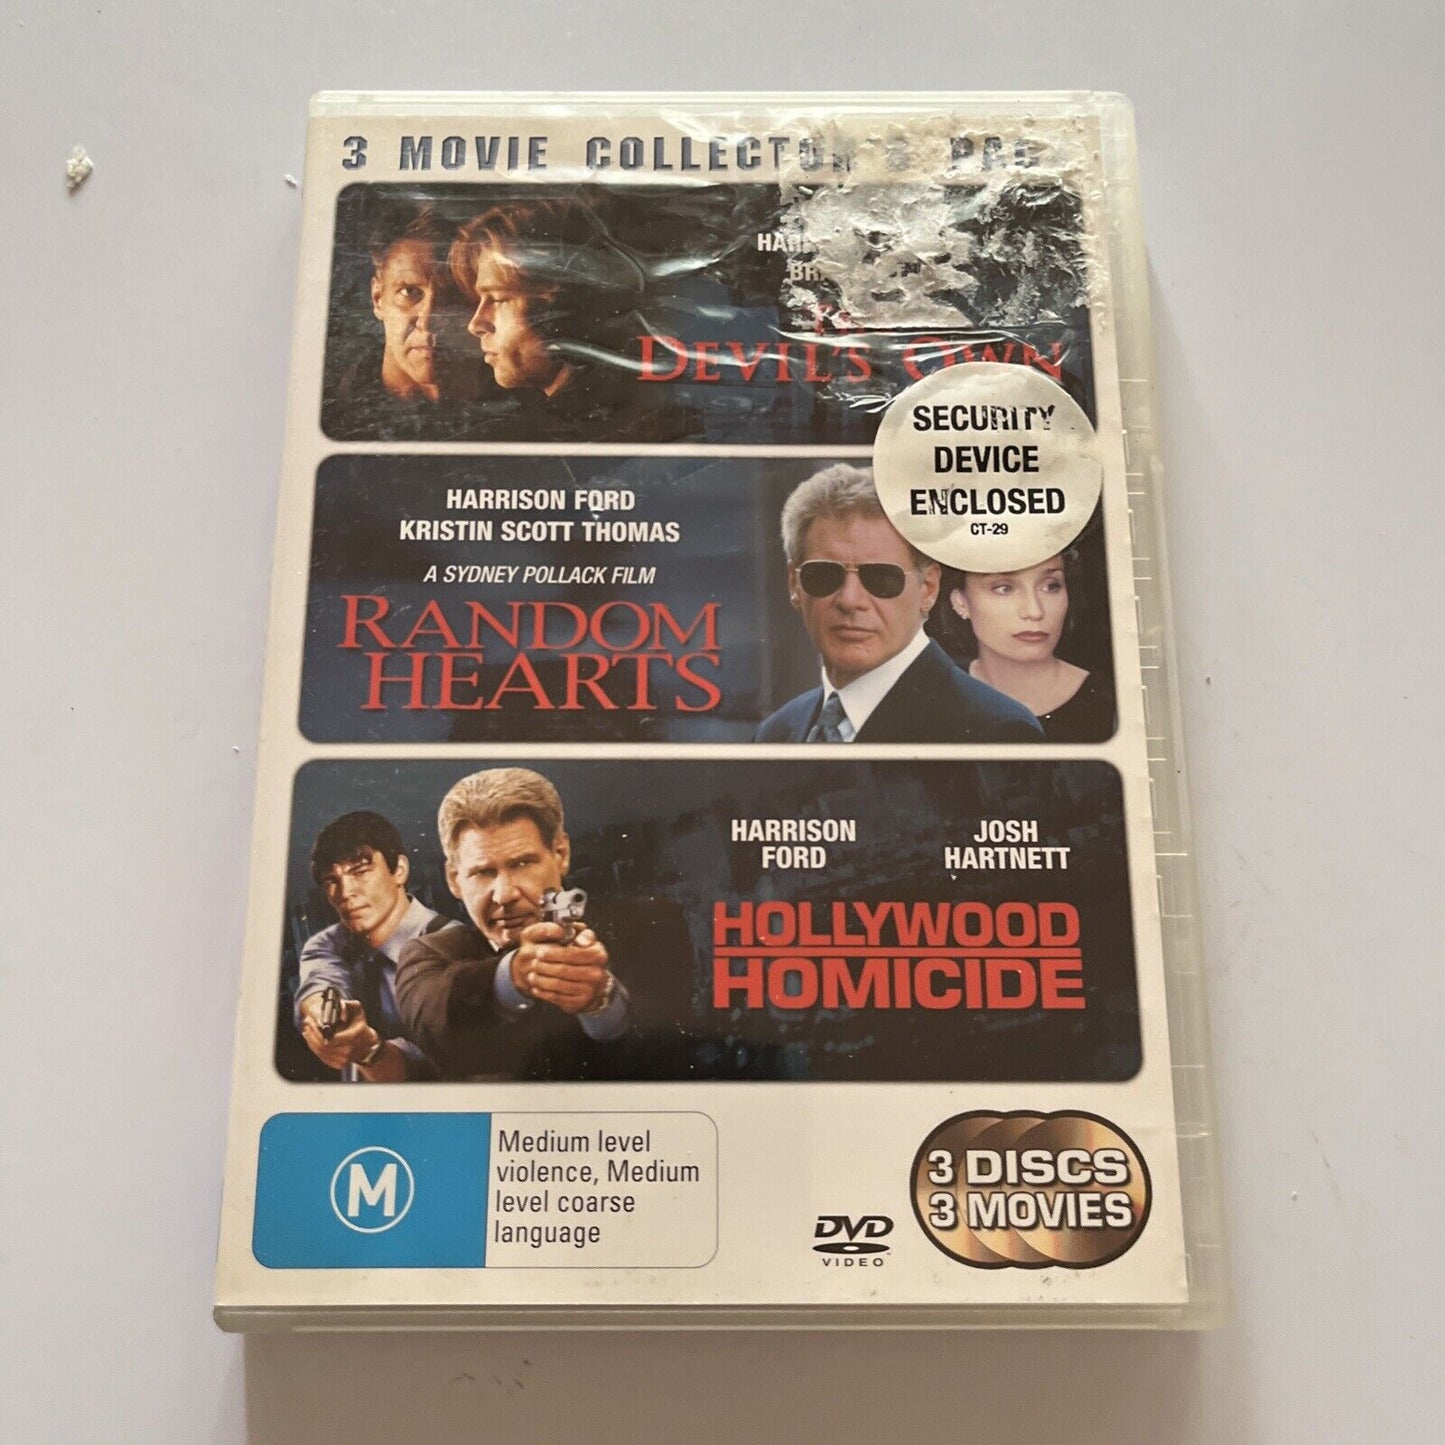 3 MOVIE COLLECTOR'S PAC
DEVIL'S OWN
SECURITY
DEVICE
ENCLOSED
CT-29
HARRISON FORD
KRISTIN SCOTT THOMAS
A SYDNEY POLLACK FILM
RANDOM
HEARTS
HARRISON
FORD
JOSH
HARTNETT
HOLLYWOOD
HOMICIDE
M
Medium level
violence, Medium
level coarse
language
DVD
VIDEO
3 DISCS
3 MOVIES